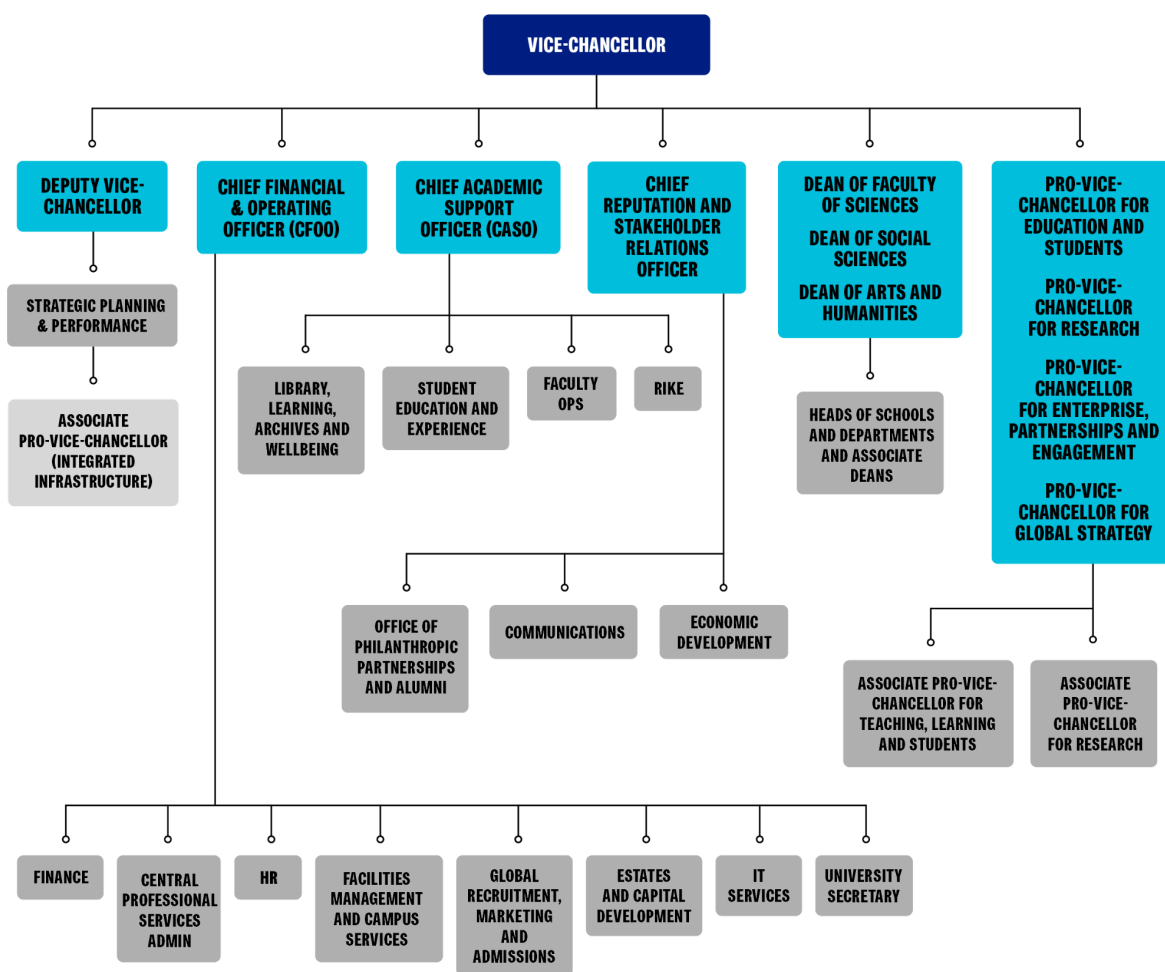 VICE-CHANCELLOR
DEPUTY VICE-
CHANCELLOR
CHIEF FINANCIAL
& OPERATING
OFFICER (CFOO)
CHIEF ACADEMIC
SUPPORT
OFFICER (CASO)
CHIEF
REPUTATION AND
STAKEHOLDER
RELATIONS
OFFICER
DEAN OF FACULTY
OF SCIENCES
DEAN OF SOCIAL
SCIENCES
DEAN OF ARTS AND
HUMANITIES
PRO-VICE-
CHANCELLOR FOR
EDUCATION AND
STUDENTS
PRO-VICE-
CHANCELLOR
FOR RESEARCH
PRO-VICE-
CHANCELLOR
FOR ENTERPRISE,
PARTNERSHIPS AND
ENGAGEMENT
PRO-VICE-
CHANCELLOR FOR
GLOBAL STRATEGY
STRATEGIC PLANNING
& PERFORMANCE
ASSOCIATE
PRO-VICE-CHANCELLOR
(INTEGRATED
INFRASTRUCTURE)
LIBRARY,
LEARNING,
ARCHIVES AND
WELLBEING
STUDENT
EDUCATION AND
EXPERIENCE
FACULTY
OPS
RIKE
HEADS OF SCHOOLS
AND DEPARTMENTS
AND ASSOCIATE
DEANS
OFFICE OF
PHILANTHROPIC
PARTNERSHIPS
AND ALUMNI
COMMUNICATIONS
ECONOMIC
DEVELOPMENT
ASSOCIATE PRO-VICE-
CHANCELLOR FOR
TEACHING, LEARNING
AND STUDENTS
ASSOCIATE
PRO-VICE-
CHANCELLOR
FOR RESEARCH
FINANCE
CENTRAL
PROFESSIONAL
SERVICES
ADMIN
HR
FACILITIES
MANAGEMENT
AND CAMPUS
SERVICES
GLOBAL
RECRUITMENT,
MARKETING
AND
ADMISSIONS
ESTATES
AND CAPITAL
DEVELOPMENT
IT
SERVICES
UNIVERSITY
SECRETARY